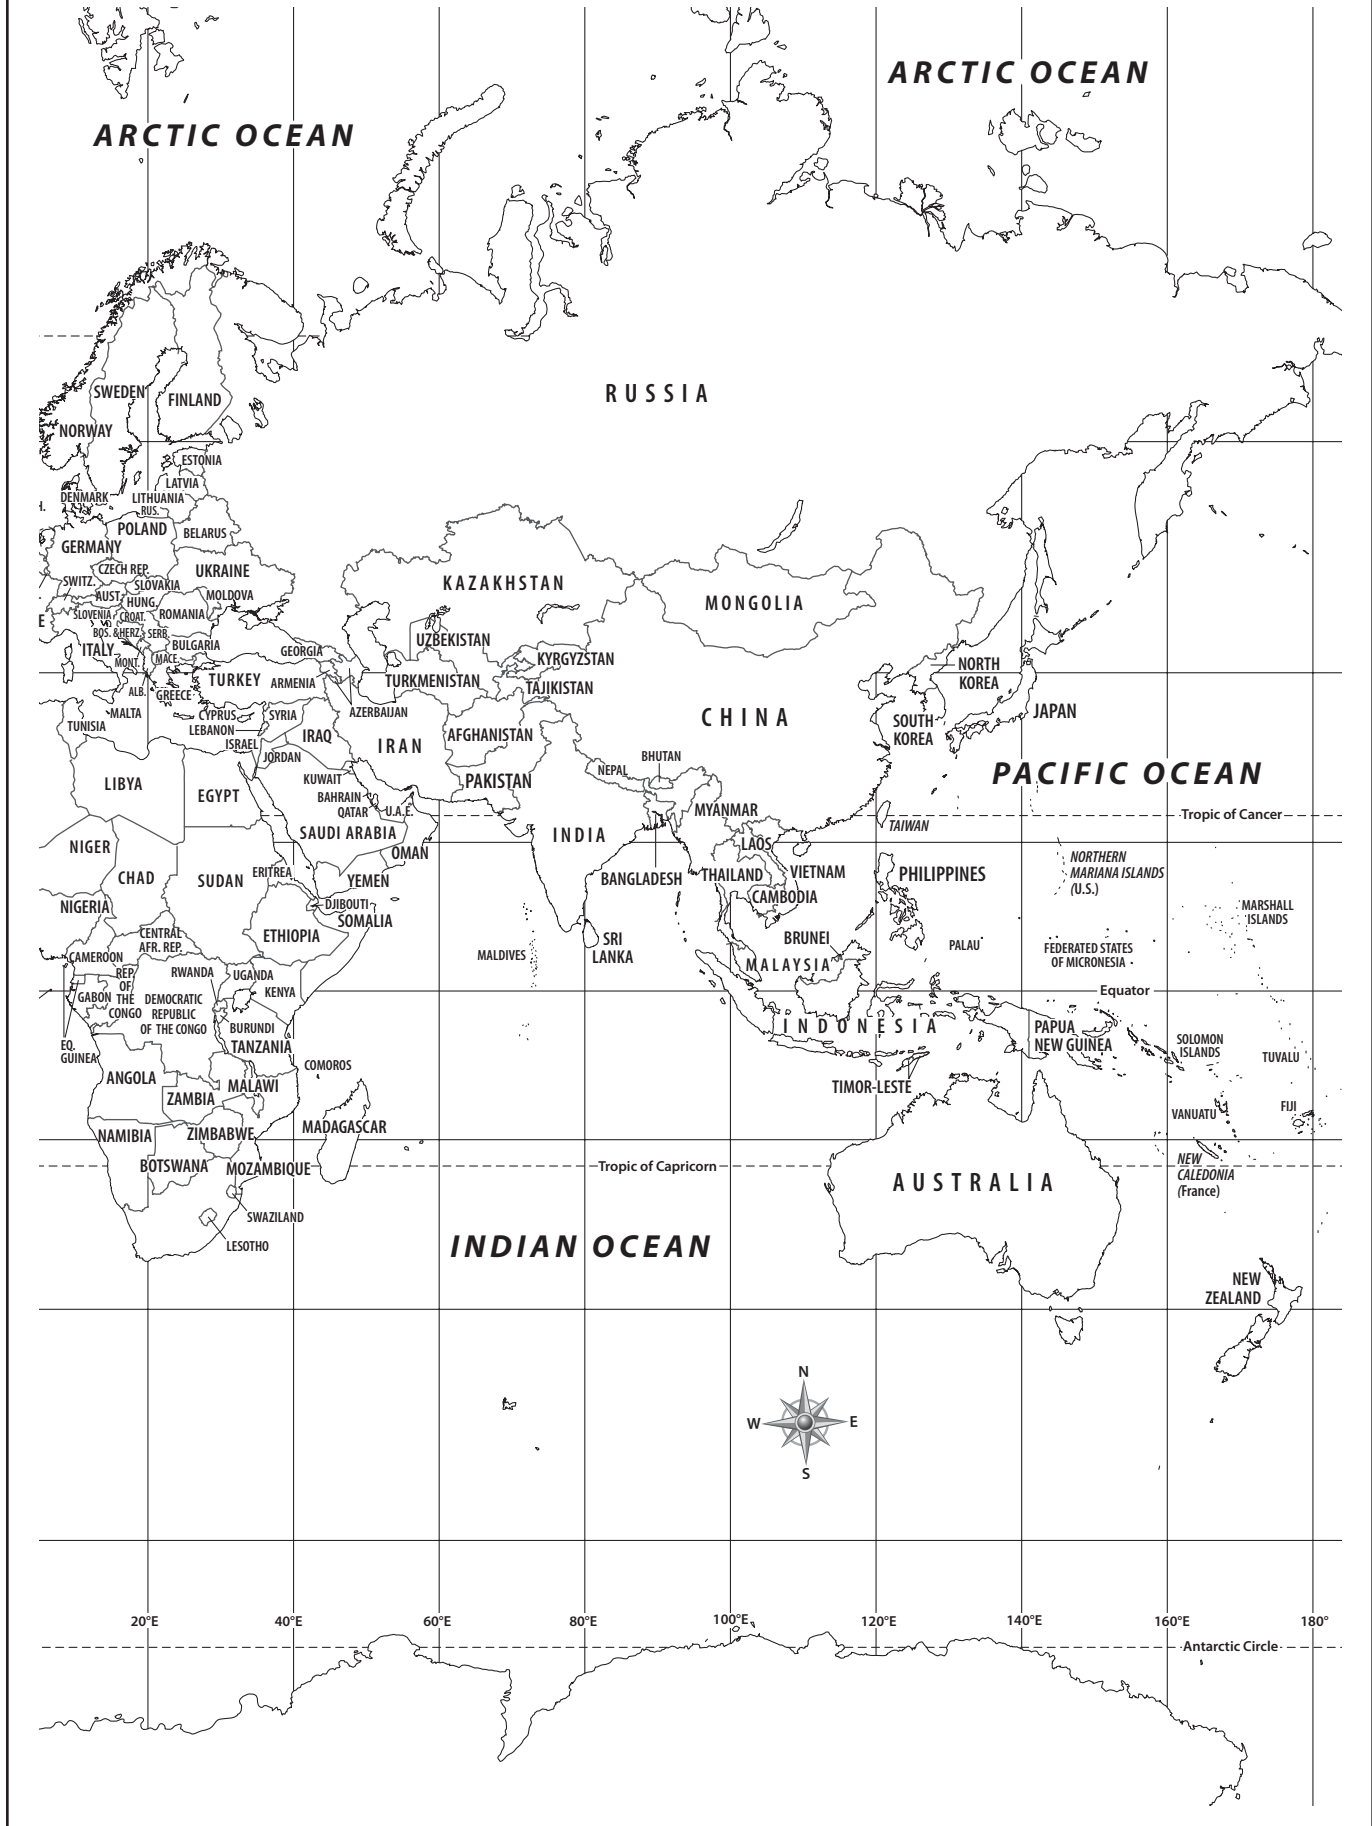 ARCTIC OCEAN
ARCTIC OCEAN
RUSSIA
SWEDEN
FINLAND
NORWAY
ESTONIA
LATVIA
DENMARK
LITHUANIA
RUS.
H.
POLAND
BELARUS
GERMANY
CZECH REP.
UKRAINE
SWITZ.
SLOVAKIA
KAZAKHSTAN
AUST.
HUNG.
MOLDOVA
MONGOLIA
SLOVENIA
CROAT.
ROMANIA
E
BOS. &HERZ.
SERB.
UZBEKISTAN
ITALY
BULGARIA
GEORGIA
MONT.
MACE.
KYRGYZSTAN
NORTH
KOREA
TURKEY
ARMENIA
TURKMENISTAN
TAJIKISTAN
ALB.
GREECE
MALTA
CYPRUS
SYRIA
AZERBAIJAN
CHINA
SOUTH
KOREA
JAPAN
TUNISIA
LEBANON
ISRAEL
IRAQ
IRAN
AFGHANISTAN
JORDAN
BHUTAN
NEPAL
PACIFIC OCEAN
LIBYA
EGYPT
KUWAIT
PAKISTAN
BAHRAIN
QATAR
U.A.E.
MYANMAR
Tropic of Cancer
TAIWAN
SAUDI ARABIA
INDIA
NIGER
OMAN
LAOS
NORTHERN
MARIANA ISLANDS
(U.S.)
CHAD
SUDAN
ERITREA
YEMEN
BANGLADESH
THAILAND
VIETNAM
PHILIPPINES
CAMBODIA
NIGERIA
DJIBOUTI
SOMALIA
MARSHALL
ISLANDS
CENTRAL
AFR. REP.
ETHIOPIA
SRI
LANKA
BRUNEI
PALAU
FEDERATED STATES
OF MICRONESIA
CAMEROON
MALDIVES
MALAYSIA
REP.
OF
THE
CONGO
RWANDA
UGANDA
KENYA
Equator
GABON
DEMOCRATIC
REPUBLIC
OF THE CONGO
BURUNDI
INDONESIA
PAPUA
NEW GUINEA
EQ.
GUINEA
TANZANIA
SOLOMON
ISLANDS
TUVALU
COMOROS
ANGOLA
MALAWI
TIMOR-LESTE
ZAMBIA
FIJI
VANUATU
MADAGASCAR
NAMIBIA
ZIMBABWE
BOTSWANA
MOZAMBIQUE
Tropic of Capricorn
NEW
CALEDONIA
(France)
AUSTRALIA
SWAZILAND
LESOTHO
INDIAN OCEAN
NEW
ZEALAND
N
W
E
S
20°E
40°E
60°E
80°E
100°E
120°E
140°E
160°E
180°
Antarctic Circle